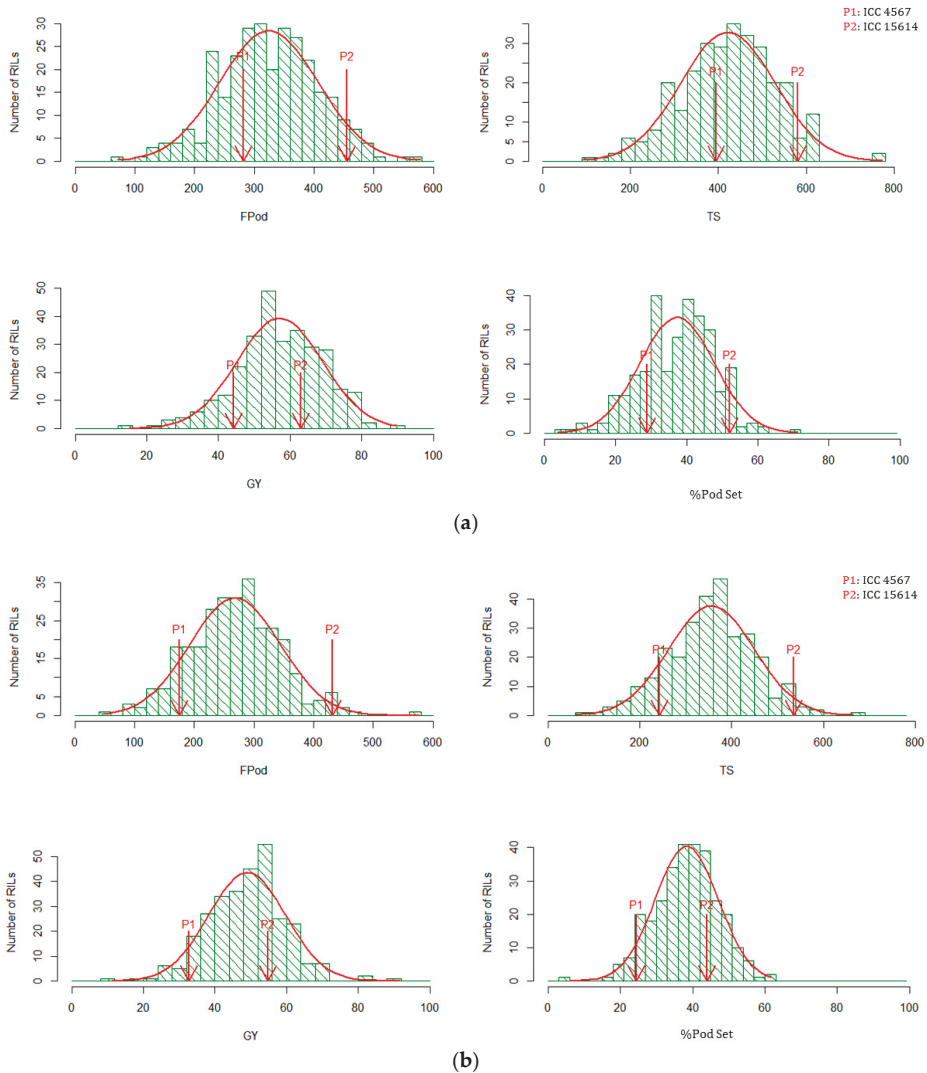 P1: ICC 4567
P2: ICC 15614
Number of RILs
0 5 10 15 20 25 30
P1
P2
0 100 200 300 400 500 600
FPod
Number of RILs
0 5 10 20 30
P1
P2
0 200 400 600 800
TS
Number of RILs
0 10 20 30 40 50
P1
P2
0 20 40 60 80 100
GY
Number of RILs
0 10 20 30 40
P1
P2
0 20 40 60 80 100
%Pod Set
(a)
P1: ICC 4567
P2: ICC 15614
Number of RILs
0 5 15 25 35
P1
P2
0 100 200 300 400 500 600
FPod
Number of RILs
0 10 20 30 40
P1
P2
0 200 400 600 800
TS
Number of RILs
0 10 20 30 40 50
P1
P2
0 20 40 60 80 100
GY
Number of RILs
0 10 20 30 40
P1
P2
0 20 40 60 80 100
%Pod Set
(b)